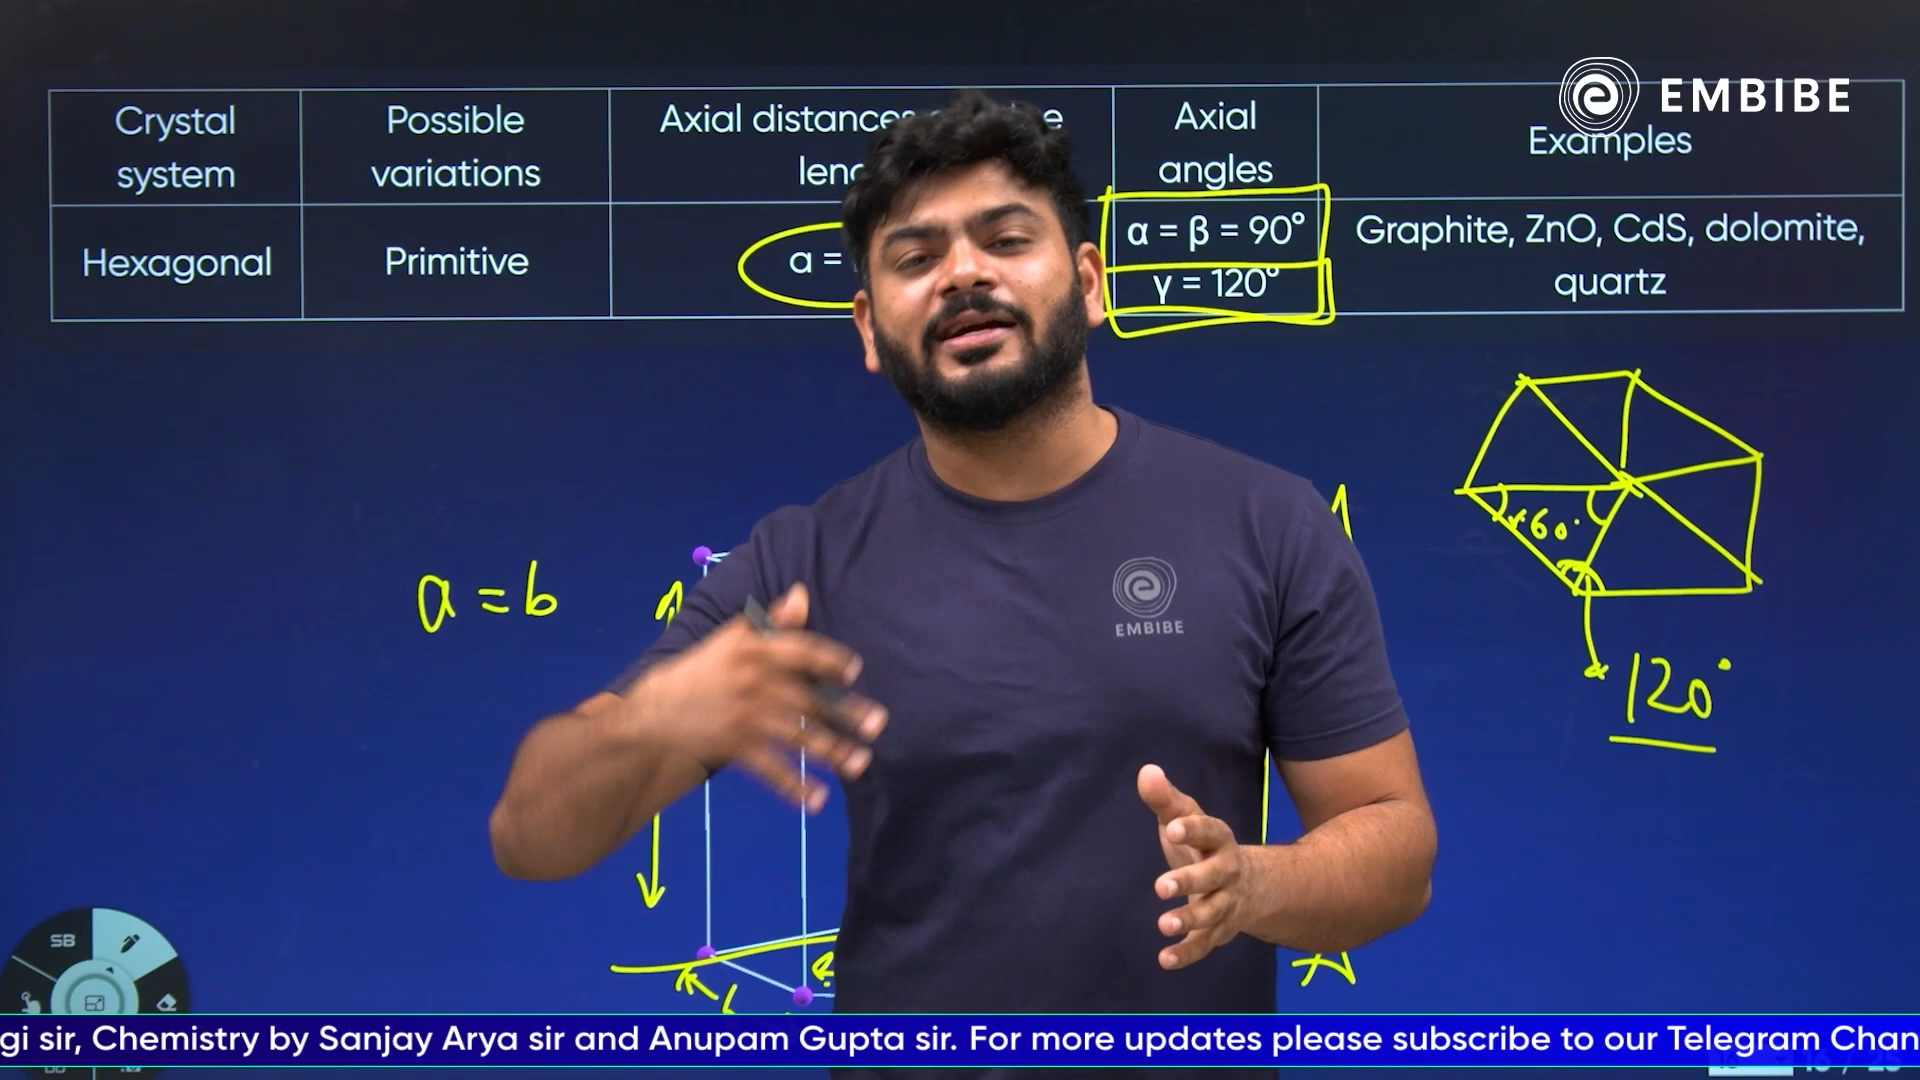 EMBIBE
Crystal system
Possible variations
Axial distances
Axial angles
Examples
Hexagonal
Primitive
a =
α = β = 90°
γ = 120°
Graphite, ZnO, CdS, dolomite,
quartz
60°
120°
a = b
EMBIBE
b
SB
gi sir, Chemistry by Sanjay Arya sir and Anupam Gupta sir. For more updates please subscribe to our Telegram Chan